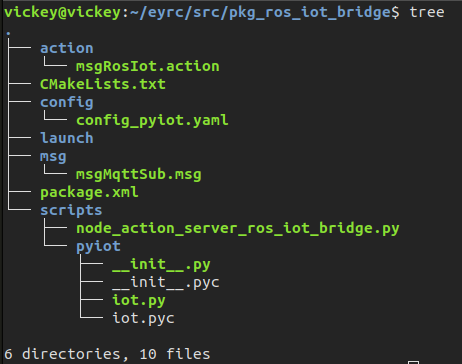 vickey@vickey:~/eyrc/src/pkg_ros_iot_bridge$ tree
.
├── action
│   └── msgRosIot.action
├── CMakeLists.txt
├── config
│   └── config_pyiot.yaml
├── launch
├── msg
│   └── msgMqttSub.msg
├── package.xml
└── scripts
    ├── node_action_server_ros_iot_bridge.py
    └── pyiot
        ├── __init__.py
        ├── __init__.pyc
        ├── iot.py
        └── iot.pyc
6 directories, 10 files